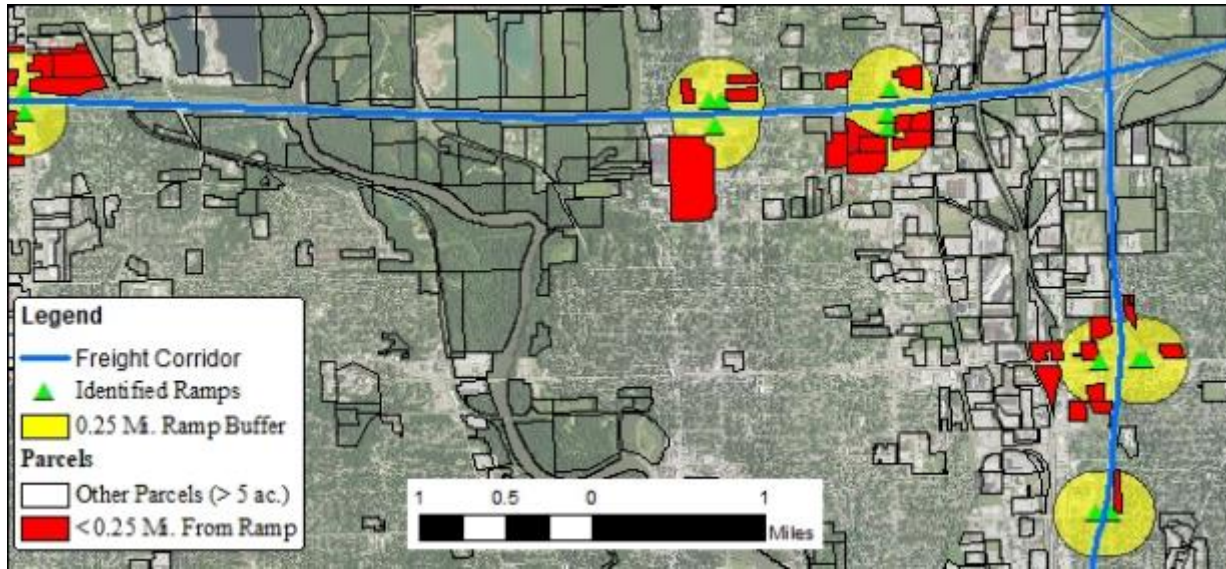 Legend
Freight Corridor
Identified Ramps
0.25 Mi. Ramp Buffer
Parcels
Other Parcels (> 5 ac.)
<0.25 Mi. From Ramp
1 0.5 0 1
Miles